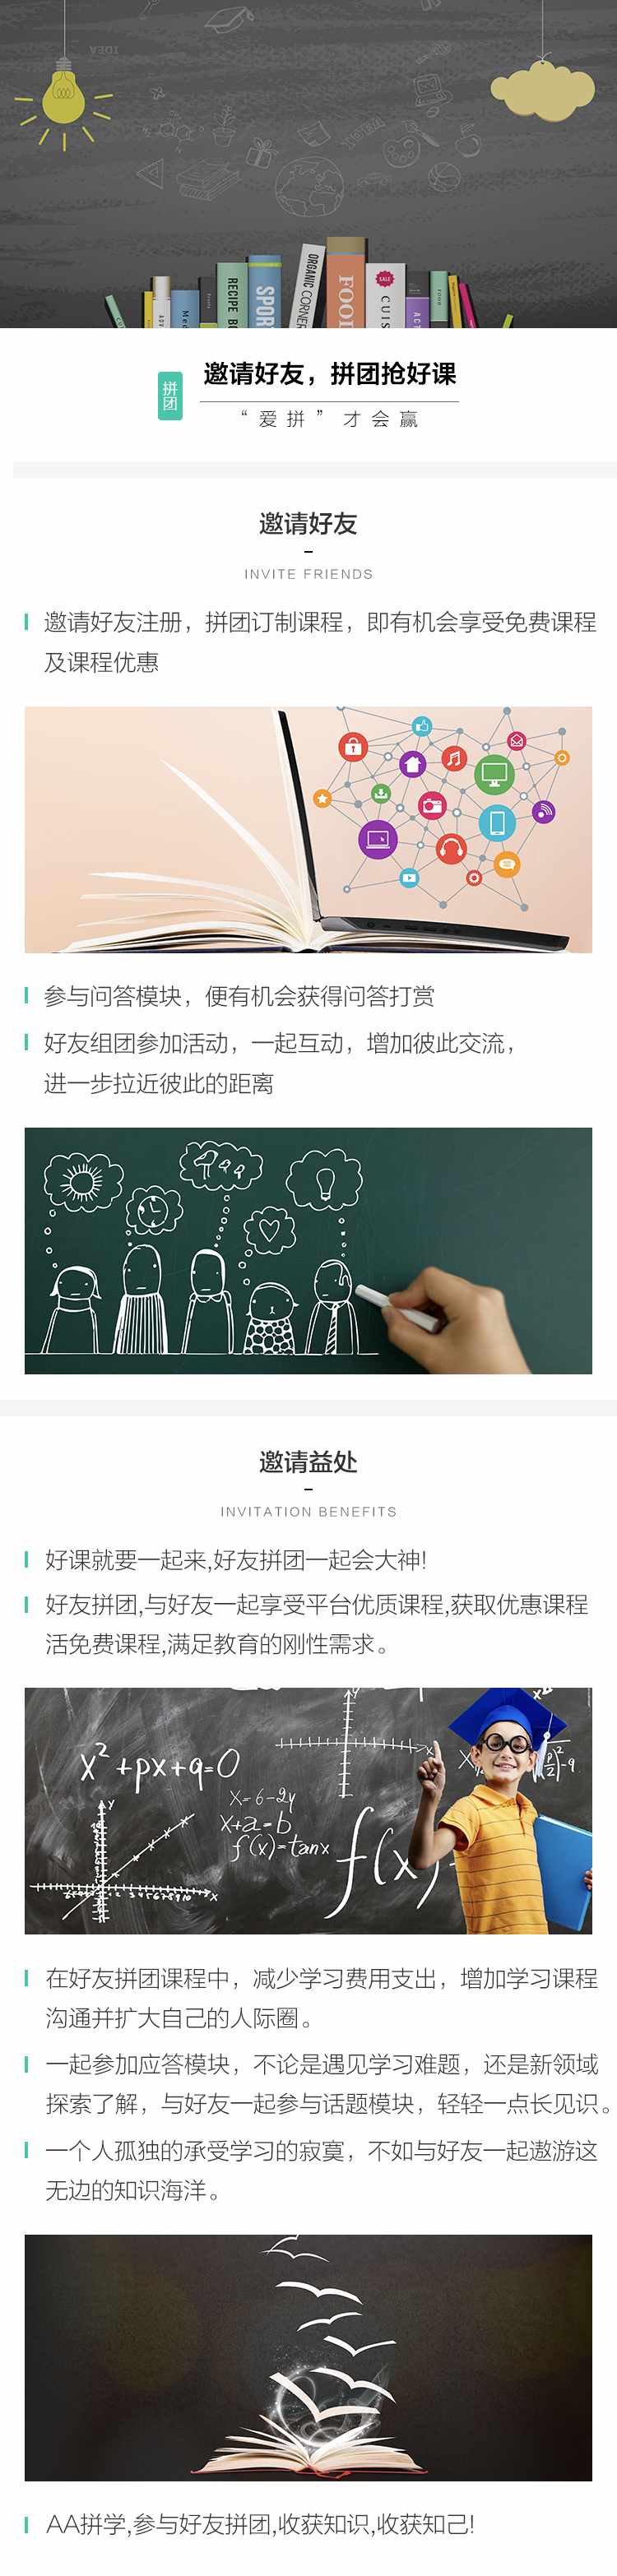 IDEA
IDEA
RECIPE BO
SPOR
ORGANIC CORNER
FOOD
SALE
CUIS
FOOD
拼团
邀请好友，拼团抢好课
“爱拼”才会赢
邀请好友
INVITE FRIENDS
邀请好友注册，拼团订制课程，即有机会享受免费课程
及课程优惠
参与问答模块，便有机会获得问答打赏
好友组团参加活动，一起互动，增加彼此交流，
进一步拉近彼此的距离
邀请益处
INVITATION BENEFITS
好课就要一起来,好友拼团一起会大神!
好友拼团,与好友一起享受平台优质课程,获取优惠课程
活免费课程,满足教育的刚性需求。
x²+px+q=0
x=6-2y
x+a=b
f(x)=tanx
f(x)
在好友拼团课程中，减少学习费用支出，增加学习课程
沟通并扩大自己的人际圈。
一起参加应答模块，不论是遇见学习难题，还是新领域
探索了解，与好友一起参与话题模块，轻轻一点长见识。
一个人孤独的承受学习的寂寞，不如与好友一起遨游这
无边的知识海洋。
AA拼学,参与好友拼团,收获知识,收获知己!